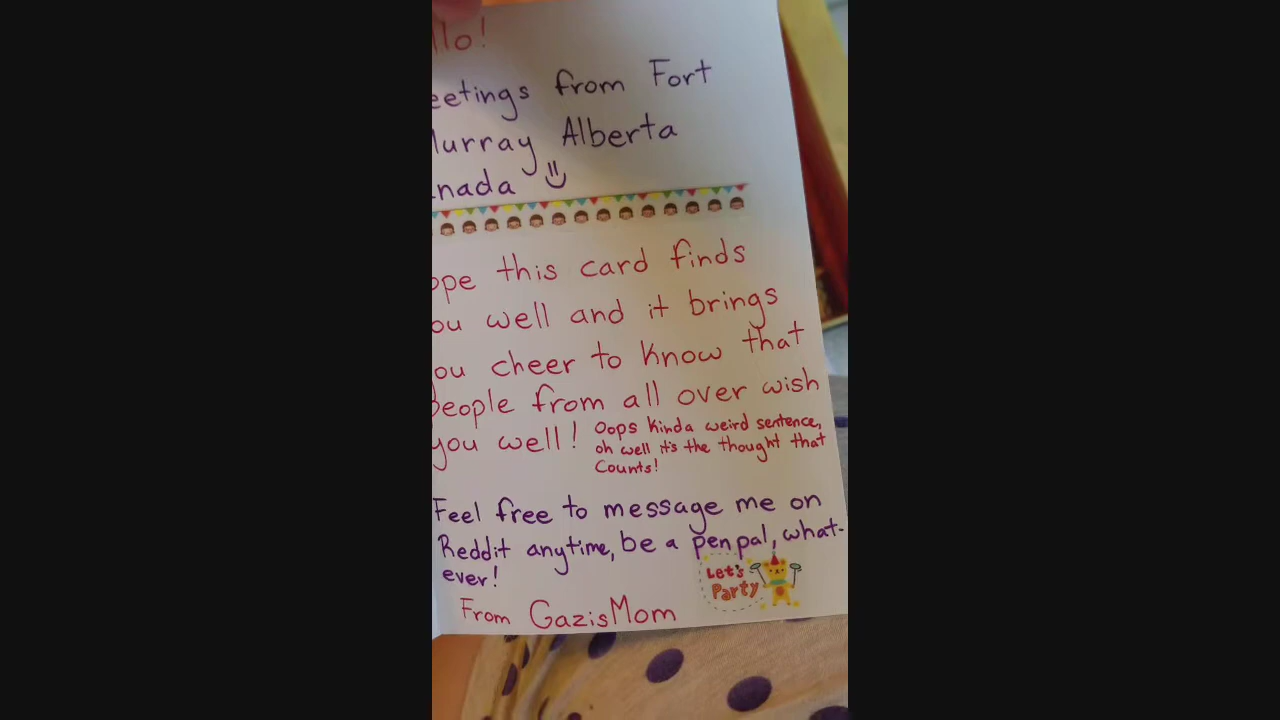 llo!
eetings from Fort
Murray Alberta
nada
ope this card finds
ou well and it brings
ou cheer to know that
people from all over wish
you well!
Oops kinda weird sentence,
oh well it's the thought that
Counts!
Feel free to message me on
Reddit anytime, be a penpal, what-
ever!
Let's
Party
From GazisMom